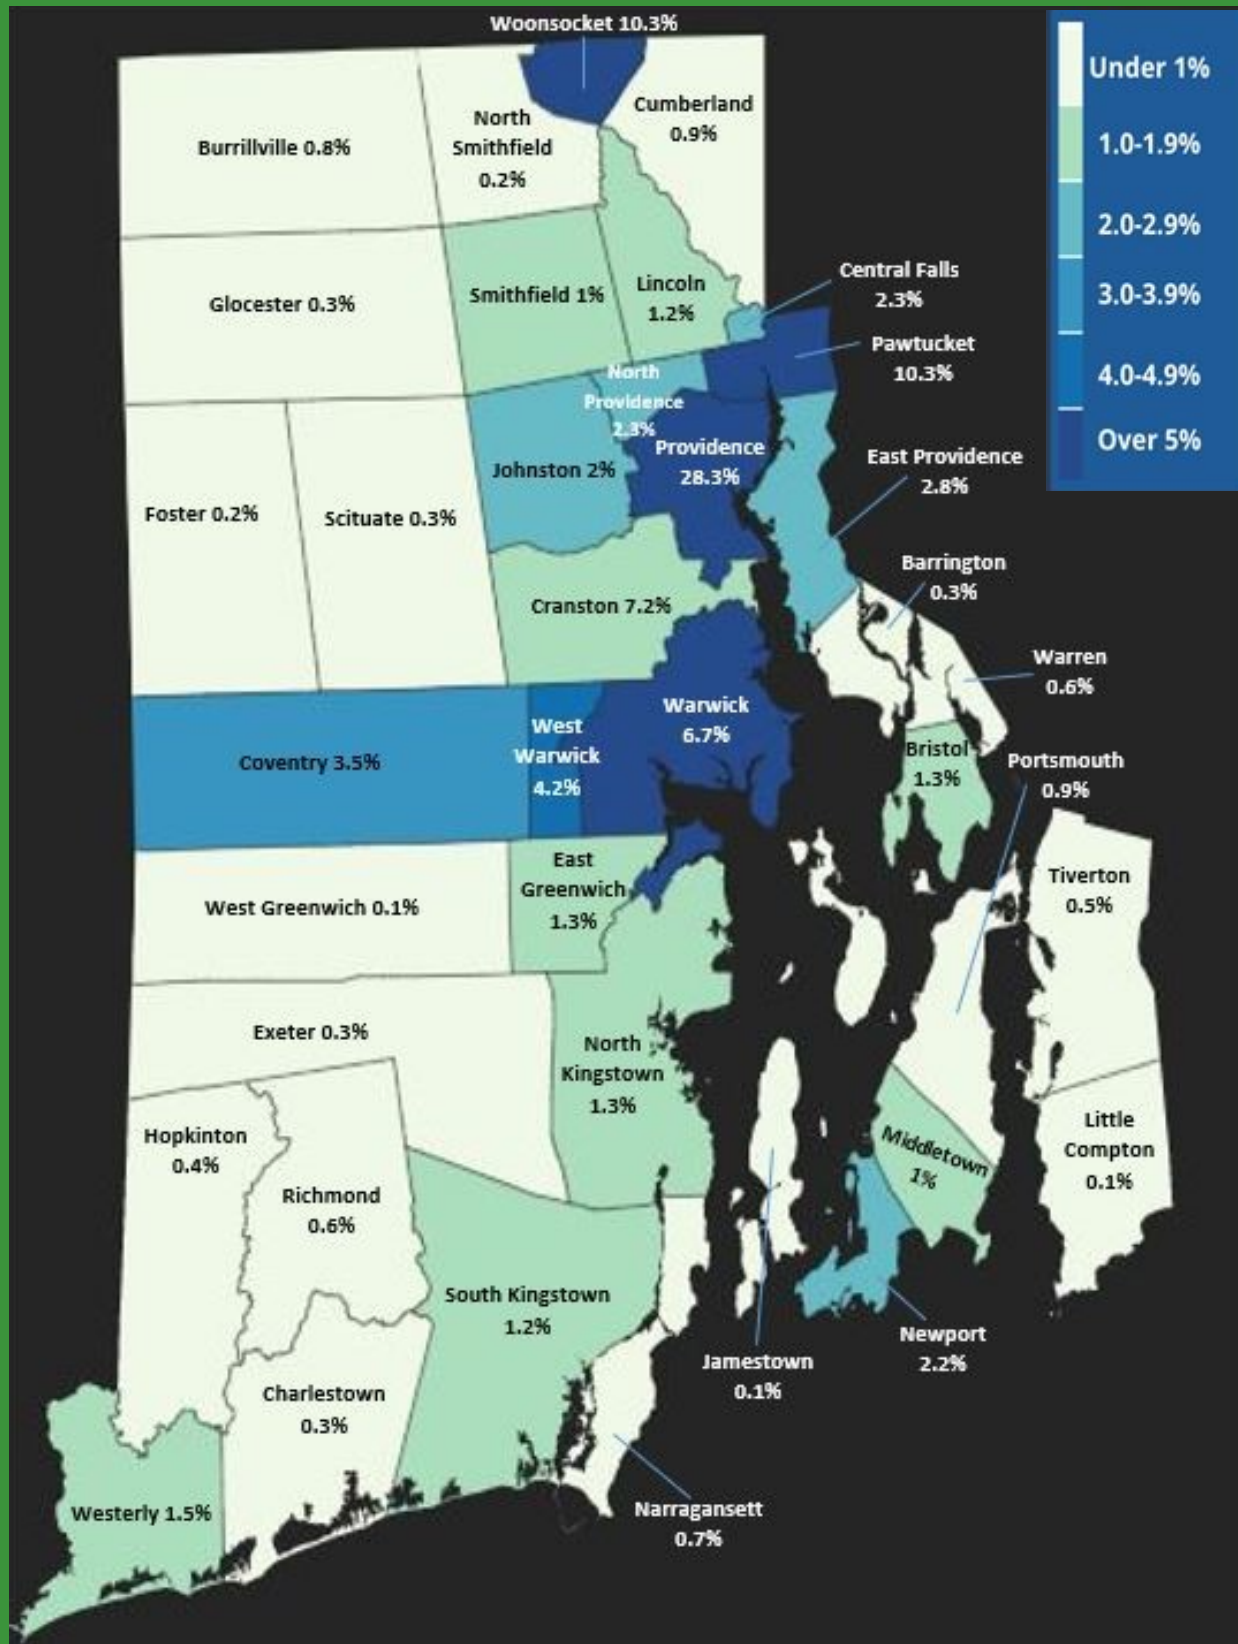 Woonsocket 10.3%
Under 1%
1.0-1.9%
2.0-2.9%
3.0-3.9%
4.0-4.9%
Over 5%
Cumberland
0.9%
North
Smithfield
0.2%
Burrillville 0.8%
Central Falls
2.3%
Smithfield 1%
Lincoln
1.2%
Glocester 0.3%
Pawtucket
10.3%
North
Providence
2.3%
Providence
28.3%
East Providence
2.8%
Johnston 2%
Foster 0.2%
Scituate 0.3%
Barrington
0.3%
Cranston 7.2%
Warren
0.6%
Warwick
6.7%
West
Warwick
4.2%
Coventry 3.5%
Bristol
1.3%
Portsmouth
0.9%
East
Greenwich
1.3%
Tiverton
0.5%
West Greenwich 0.1%
Exeter 0.3%
North
Kingstown
1.3%
Hopkinton
0.4%
Middletown
1%
Little
Compton
0.1%
Richmond
0.6%
South Kingstown
1.2%
Newport
2.2%
Jamestown
0.1%
Charlestown
0.3%
Westerly 1.5%
Narragansett
0.7%